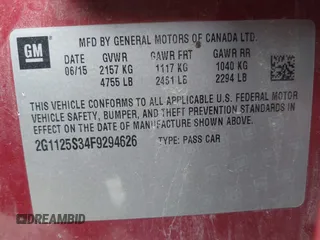 GM
MFD BY GENERAL MOTORS OF CANADA LTD.
06/15 GVWR GAWR FRT GAWR RR
2157 KG 1117 KG 1040 KG
4755 LB 2461 LB 2294 LB
THIS VEHICLE CONFORMS TO ALL APPLICABLE U.S. FEDERAL MOTOR
VEHICLE SAFETY, BUMPER, AND THEFT PREVENTION STANDARDS IN
EFFECT ON THE DATE OF MANUFACTURE SHOWN ABOVE.
2G1125S34F9294626 TYPE: PASS CAR
DREAMBID